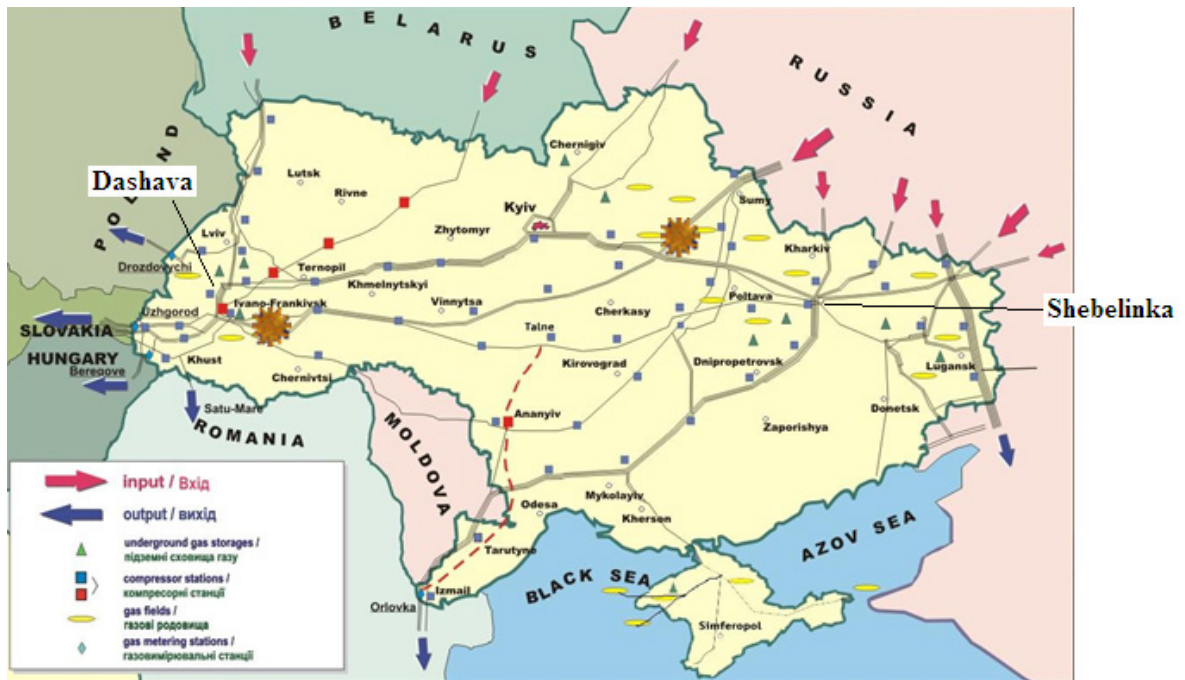 BELARUS
RUSSIA
POLAND
Chernigiv
Dashava
Lutsk
Rivne
Kyiv
Sumy
Zhytomyr
Lviv
Kharkiv
Drozdovychi
Ternopil
Khmelnytskyi
Poltava
Ivano-Frankivsk
Vinnytsa
Cherkasy
Uzhgorod
Shebelinka
SLOVAKIA
Talne
HUNGARY
Khust
Kirovograd
Dnipropetrovsk
Lugansk
Beregove
Chernivtsi
Satu-Mare
Donetsk
ROMANIA
MOLDOVA
Ananyiv
Zaporishya
input / Вхід
output / вихід
Mykolayiv
Odesa
Kherson
AZOV SEA
underground gas storages /
підземні сховища газу
Tarutyne
BLACK SEA
compressor stations /
компресорні станції
Izmail
Orlovka
gas fields /
газові родовища
Simferopol
gas metering stations /
газовимірювальні станції